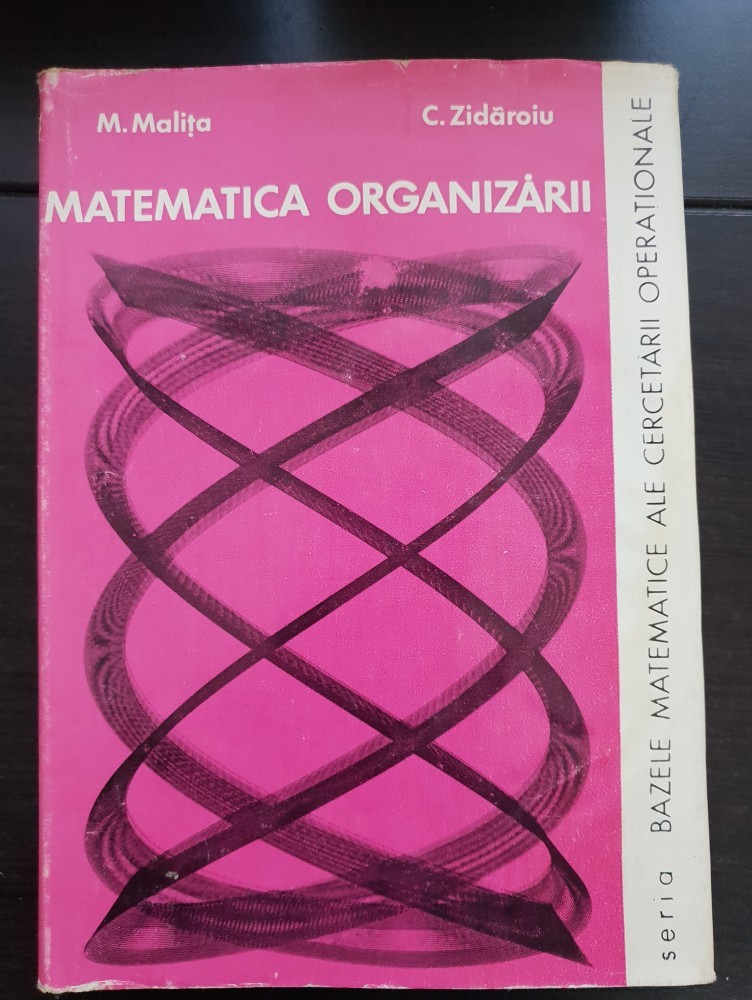 M. Malița
C. Zidăroiu
MATEMATICA ORGANIZĂRII
seria BAZELE MATEMATICE ALE CERCETĂRII OPERAȚIONALE